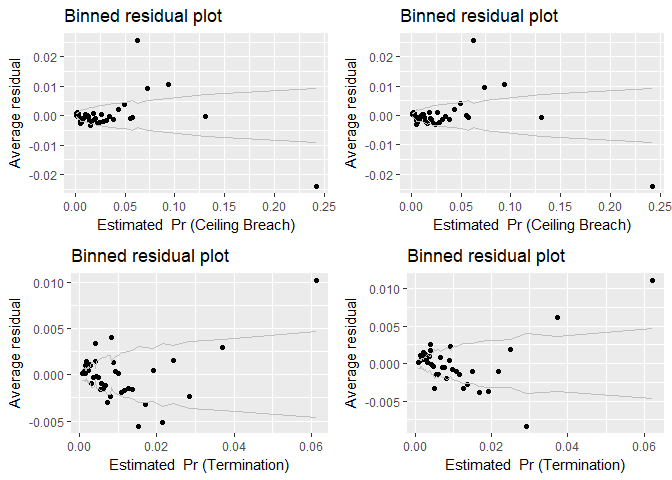 Binned residual plot
Average residual
0.02
0.01
0.00
-0.01
-0.02
0.00 0.05 0.10 0.15 0.20 0.25
Estimated Pr (Ceiling Breach)
Binned residual plot
Average residual
0.02
0.01
0.00
-0.01
-0.02
0.00 0.05 0.10 0.15 0.20 0.25
Estimated Pr (Ceiling Breach)
Binned residual plot
Average residual
0.010
0.005
0.000
-0.005
0.00 0.02 0.04 0.06
Estimated Pr (Termination)
Binned residual plot
Average residual
0.010
0.005
0.000
-0.005
0.00 0.02 0.04 0.06
Estimated Pr (Termination)